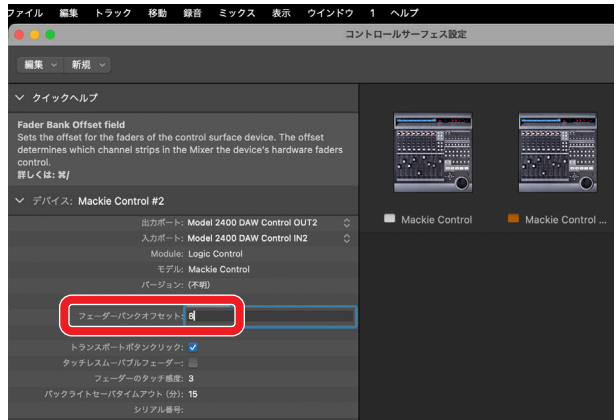 ファイル 編集 トラック 移動 録音 ミックス 表示 ウインドウ 1 ヘルプ
コントロールサーフェス設定
編集 新規
クイックヘルプ
Fader Bank Offset field
Sets the offset for the faders of the control surface device. The offset
determines which channel strips in the Mixer the device's hardware faders
control.
詳しくは: ⌘/
デバイス: Mackie Control #2
出力ポート: Model 2400 DAW Control OUT2
入力ポート: Model 2400 DAW Control IN2
Module: Logic Control
モデル: Mackie Control
バージョン: (不明)
フェーダーバンクオフセット: 8
トランスポートボタンクリック:
タッチレスムーバブルフェーダー:
フェーダーのタッチ感度: 3
バックライトセーバタイムアウト (分): 15
シリアル番号:
Mackie Control
Mackie Control ...